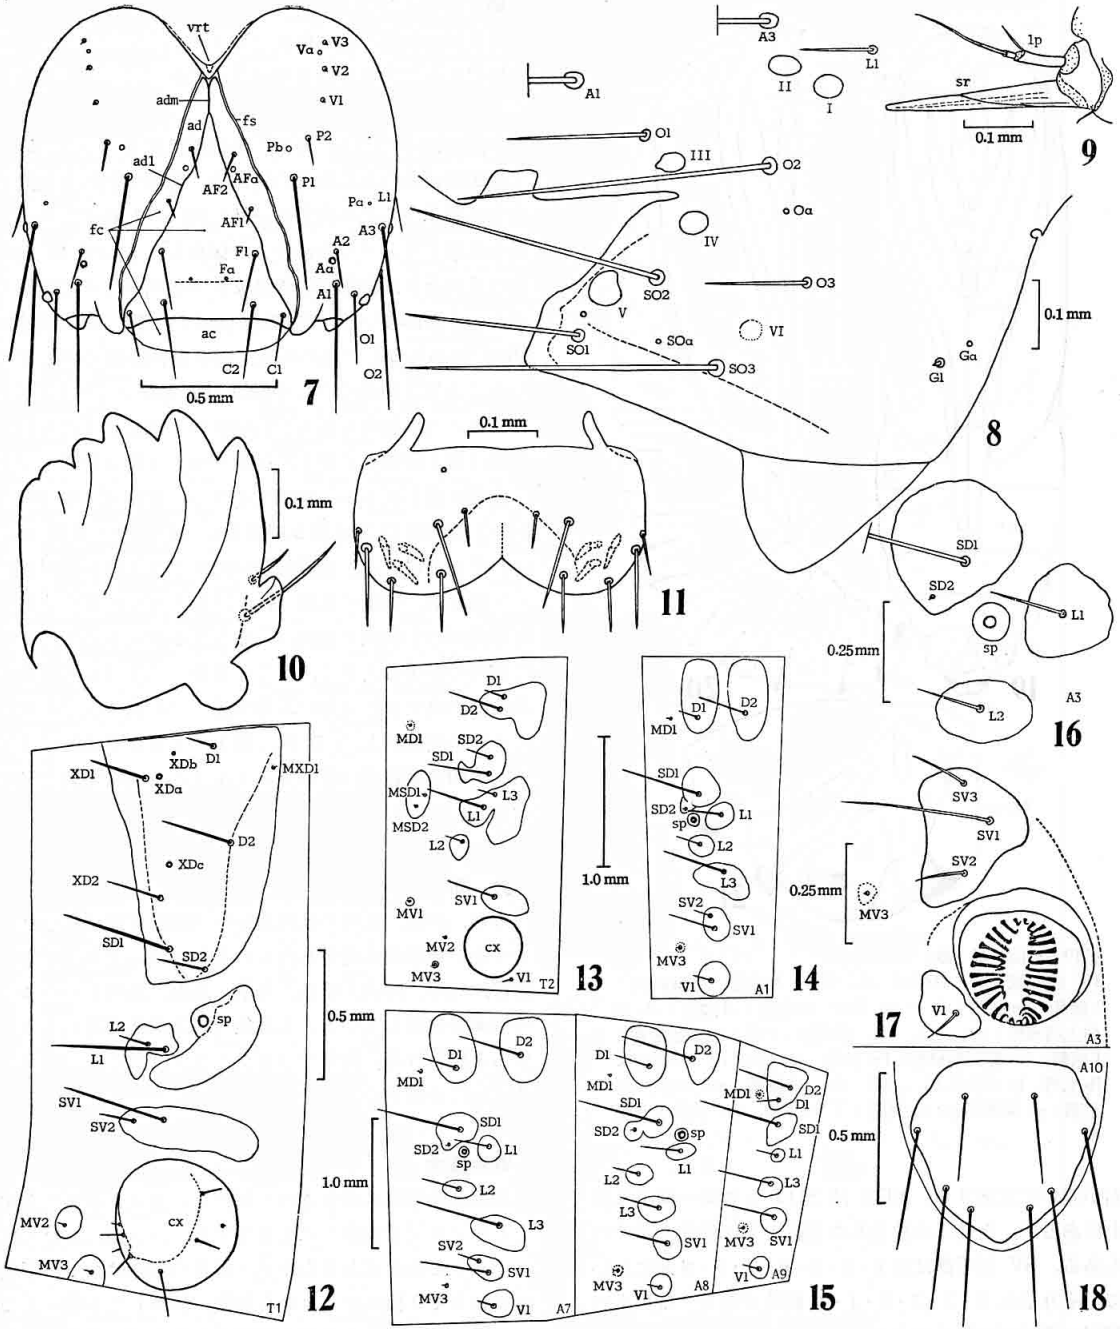 vrt
V3
Va
V2
V1
adm
ad
fs
P2
Pb
adl
AFa
AF2
P1
Pa
L1
fc
AF1
A3
F1
A2
Fa
Aa
A1
ac
O1
C2
C1
O2
0.5 mm
7
A3
L1
A1
II
I
O1
III
O2
Oa
IV
SO2
O3
V
VI
SO1
SOa
SO3
Ga
G1
0.1 mm
8
lp
sr
0.1 mm
9
0.1 mm
10
0.1 mm
11
SD1
SD2
L1
sp
0.25 mm
L2
A3
16
D1
XDb
XD1
XDa
MXD1
D2
XDc
XD2
SD1
SD2
sp
L2
L1
0.5 mm
SV1
SV2
cx
MV2
MV3
T1
12
D1
D2
MD1
SD2
SD1
MSD1
L3
MSD2
L1
L2
SV1
MV1
MV2
cx
MV3
V1
T2
13
1.0 mm
D1
D2
MD1
SD1
SD2
L1
sp
L2
L3
SV2
SV1
MV3
V1
A1
14
SV3
SV1
SV2
0.25 mm
MV3
V1
A3
17
D2
D1
MD1
SD1
SD2
sp
L1
L2
L3
SV2
SV1
MV3
V1
A7
1.0 mm
D1
D2
MD1
SD1
SD2
sp
L1
L2
L3
SV1
MV3
V1
A8
MD1
D2
D1
SD1
L1
L3
SV1
MV3
V1
A9
15
A10
0.5 mm
18